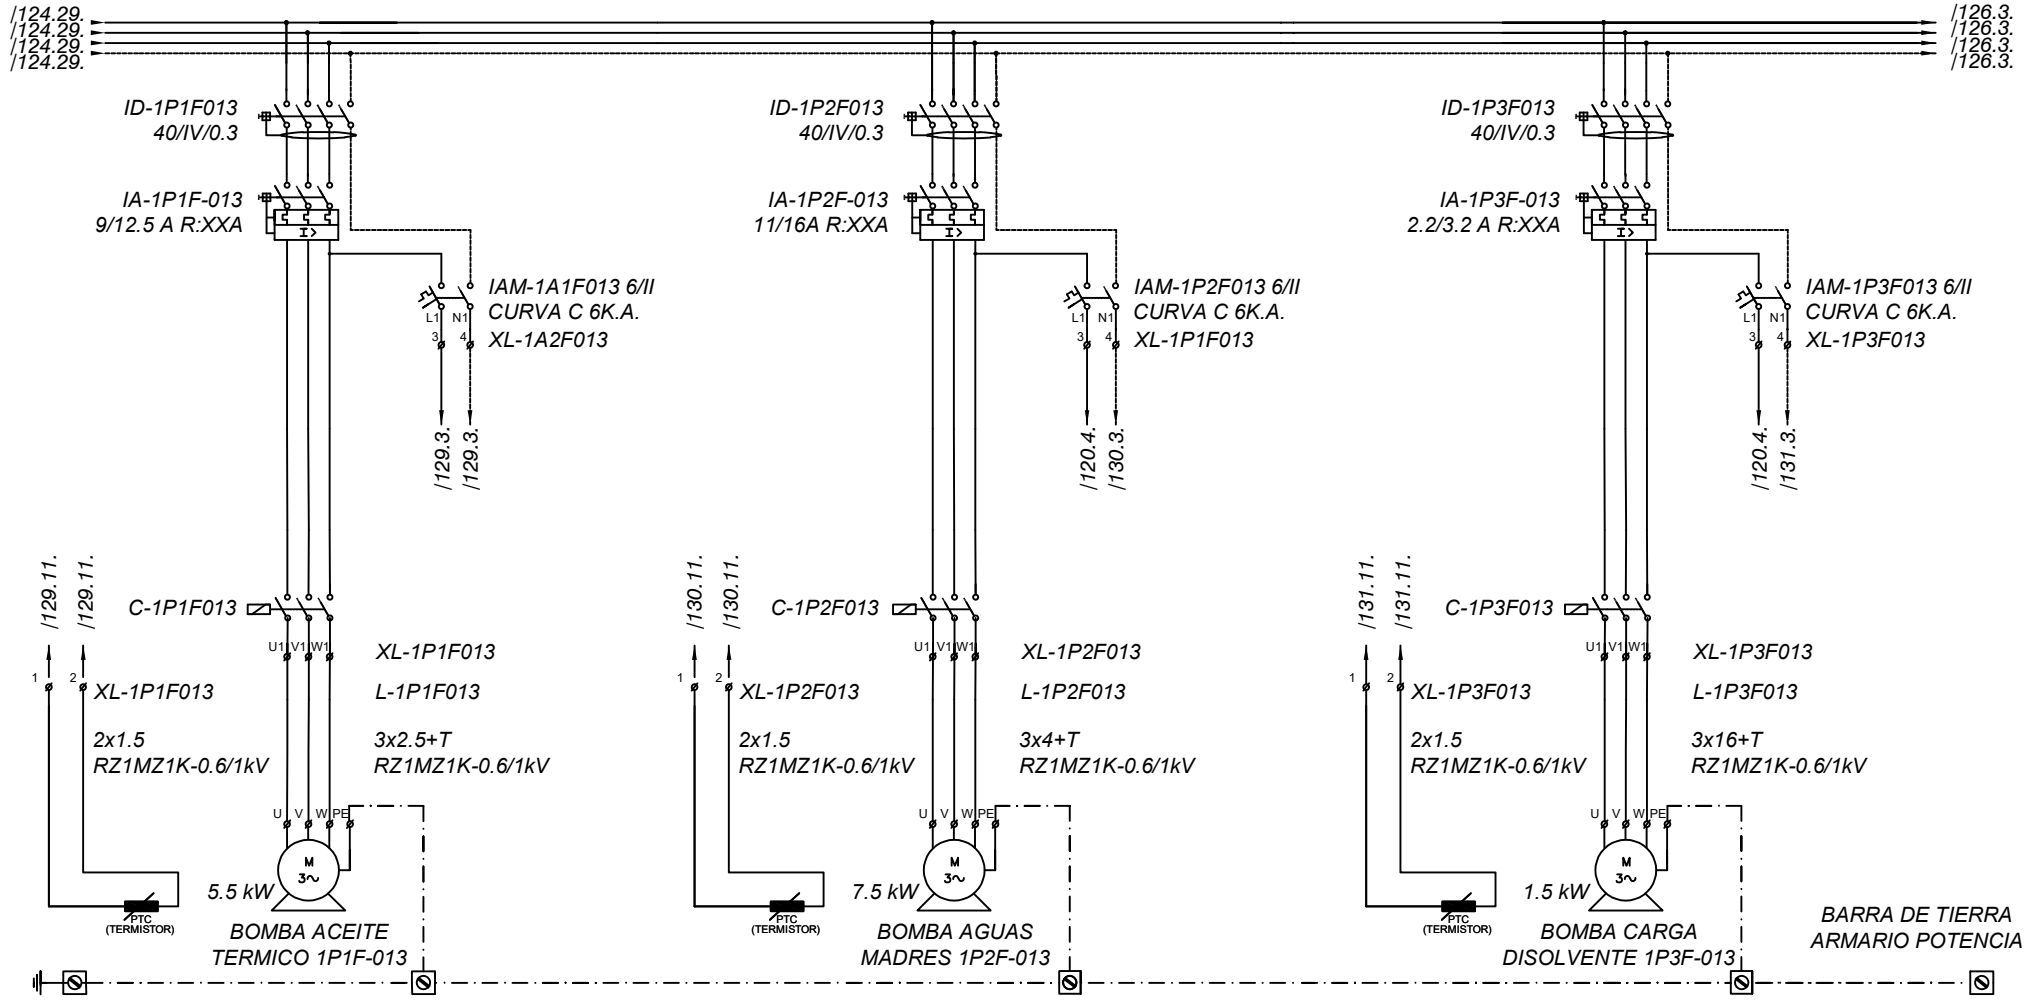 /124.29.
/124.29.
/124.29.
/124.29.
/126.3.
/126.3.
/126.3.
/126.3.
ID-1P1F013
40/IV/0.3
IA-1P1F-013
9/12.5 A R:XXA
I>
IAM-1A1F013 6/II
CURVA C 6K.A.
L1 N1
3 4
XL-1A2F013
/129.3.
/129.3.
/129.11.
/129.11.
C-1P1F013
U1 V1 W1
XL-1P1F013
1 2
XL-1P1F013
L-1P1F013
2x1.5
RZ1MZ1K-0.6/1kV
3x2.5+T
RZ1MZ1K-0.6/1kV
U V W PE
M
3~
5.5 kW
PTC
(TERMISTOR)
BOMBA ACEITE
TERMICO 1P1F-013
ID-1P2F013
40/IV/0.3
IA-1P2F-013
11/16A R:XXA
I>
IAM-1P2F013 6/II
CURVA C 6K.A.
L1 N1
3 4
XL-1P1F013
/120.4.
/130.3.
/130.11.
/130.11.
C-1P2F013
U1 V1 W1
XL-1P2F013
1 2
XL-1P2F013
L-1P2F013
2x1.5
RZ1MZ1K-0.6/1kV
3x4+T
RZ1MZ1K-0.6/1kV
U V W PE
M
3~
7.5 kW
PTC
(TERMISTOR)
BOMBA AGUAS
MADRES 1P2F-013
ID-1P3F013
40/IV/0.3
IA-1P3F-013
2.2/3.2 A R:XXA
I>
IAM-1P3F013 6/II
CURVA C 6K.A.
L1 N1
3 4
XL-1P3F013
/120.4.
/131.3.
/131.11.
/131.11.
C-1P3F013
U1 V1 W1
XL-1P3F013
1 2
XL-1P3F013
L-1P3F013
2x1.5
RZ1MZ1K-0.6/1kV
3x16+T
RZ1MZ1K-0.6/1kV
U V W PE
M
3~
1.5 kW
PTC
(TERMISTOR)
BOMBA CARGA
DISOLVENTE 1P3F-013
BARRA DE TIERRA
ARMARIO POTENCIA